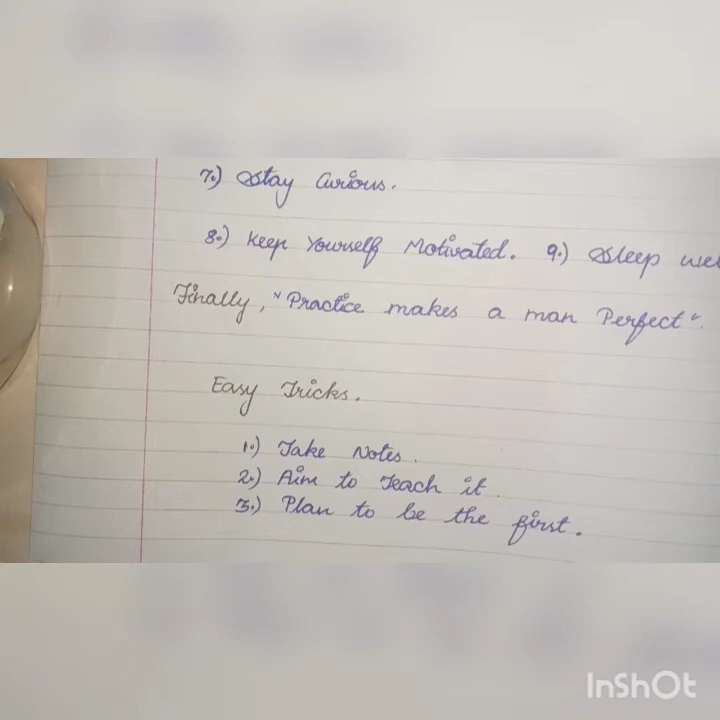 7.) Stay Curious.
8.) Keep Yourself Motivated. 9.) Sleep
Finally, "Practice makes a man Perfect".
Easy Tricks.
1.) Take Notes.
2.) Aim to Teach it.
3.) Plan to be the first.
InShOt